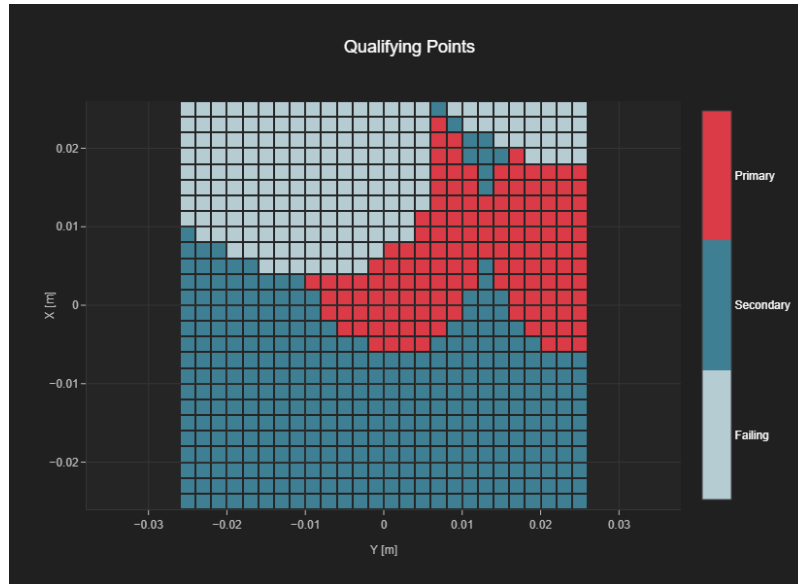 Qualifying Points
Primary
Secondary
Failing
0.02
0.01
0
−0.01
−0.02
X [m]
−0.03
−0.02
−0.01
0
0.01
0.02
0.03
Y [m]